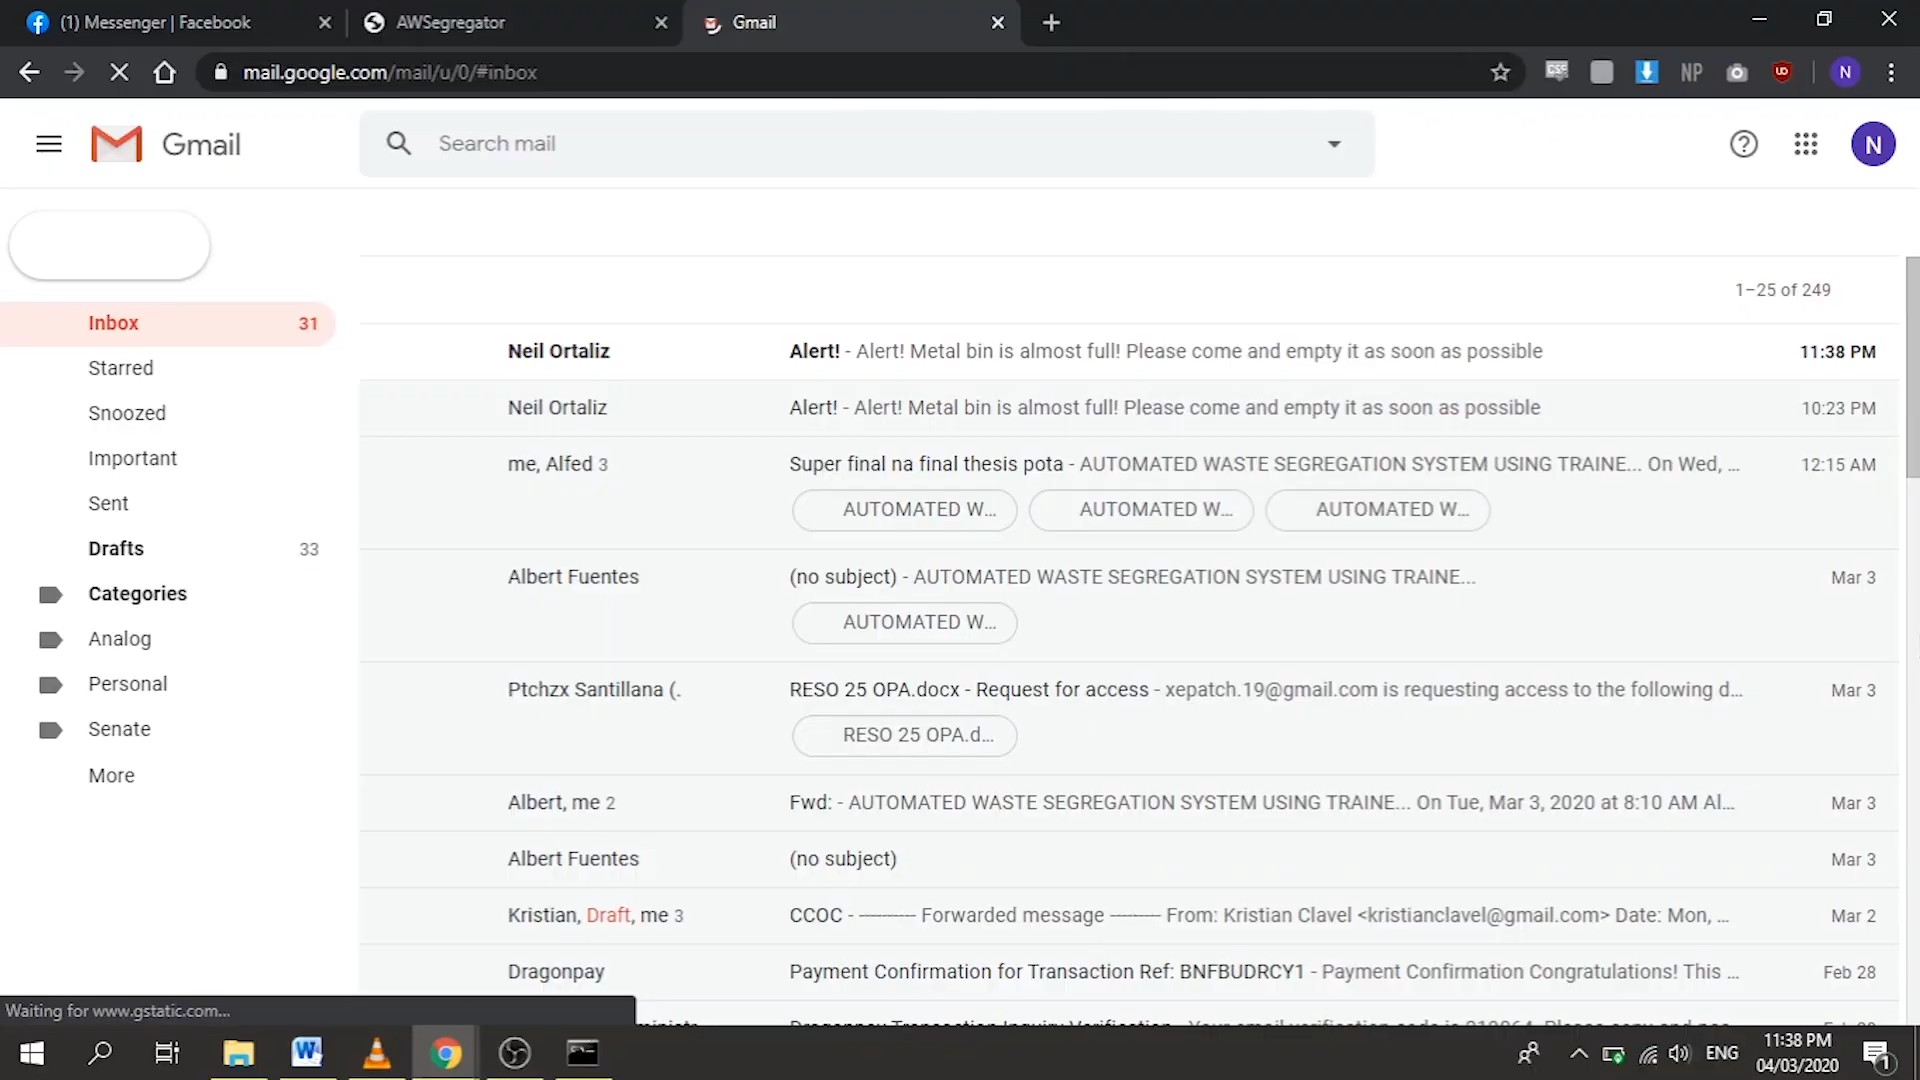 (1) Messenger | Facebook
AWSegregator
Gmail
mail.google.com/mail/u/0/#inbox
CSS
NP
UD
N
Gmail
Search mail
N
1–25 of 249
Inbox 31
Starred
Snoozed
Important
Sent
Drafts 33
Categories
Analog
Personal
Senate
More
Neil Ortaliz Alert! - Alert! Metal bin is almost full! Please come and empty it as soon as possible 11:38 PM
Neil Ortaliz Alert! - Alert! Metal bin is almost full! Please come and empty it as soon as possible 10:23 PM
me, Alfed 3 Super final na final thesis pota - AUTOMATED WASTE SEGREGATION SYSTEM USING TRAINE... On Wed, ... 12:15 AM
AUTOMATED W... AUTOMATED W... AUTOMATED W...
Albert Fuentes (no subject) - AUTOMATED WASTE SEGREGATION SYSTEM USING TRAINE... Mar 3
AUTOMATED W...
Ptchzx Santillana (. RESO 25 OPA.docx - Request for access - xepatch.19@gmail.com is requesting access to the following d... Mar 3
RESO 25 OPA.d...
Albert, me 2 Fwd: - AUTOMATED WASTE SEGREGATION SYSTEM USING TRAINE... On Tue, Mar 3, 2020 at 8:10 AM Al... Mar 3
Albert Fuentes (no subject) Mar 3
Kristian, Draft, me 3 CCOC - ---------- Forwarded message --------- From: Kristian Clavel <kristianclavel@gmail.com> Date: Mon, ... Mar 2
Dragonpay Payment Confirmation for Transaction Ref: BNFBUDRCY1 - Payment Confirmation Congratulations! This ... Feb 28
Waiting for www.gstatic.com...
ENG
11:38 PM
04/03/2020
1